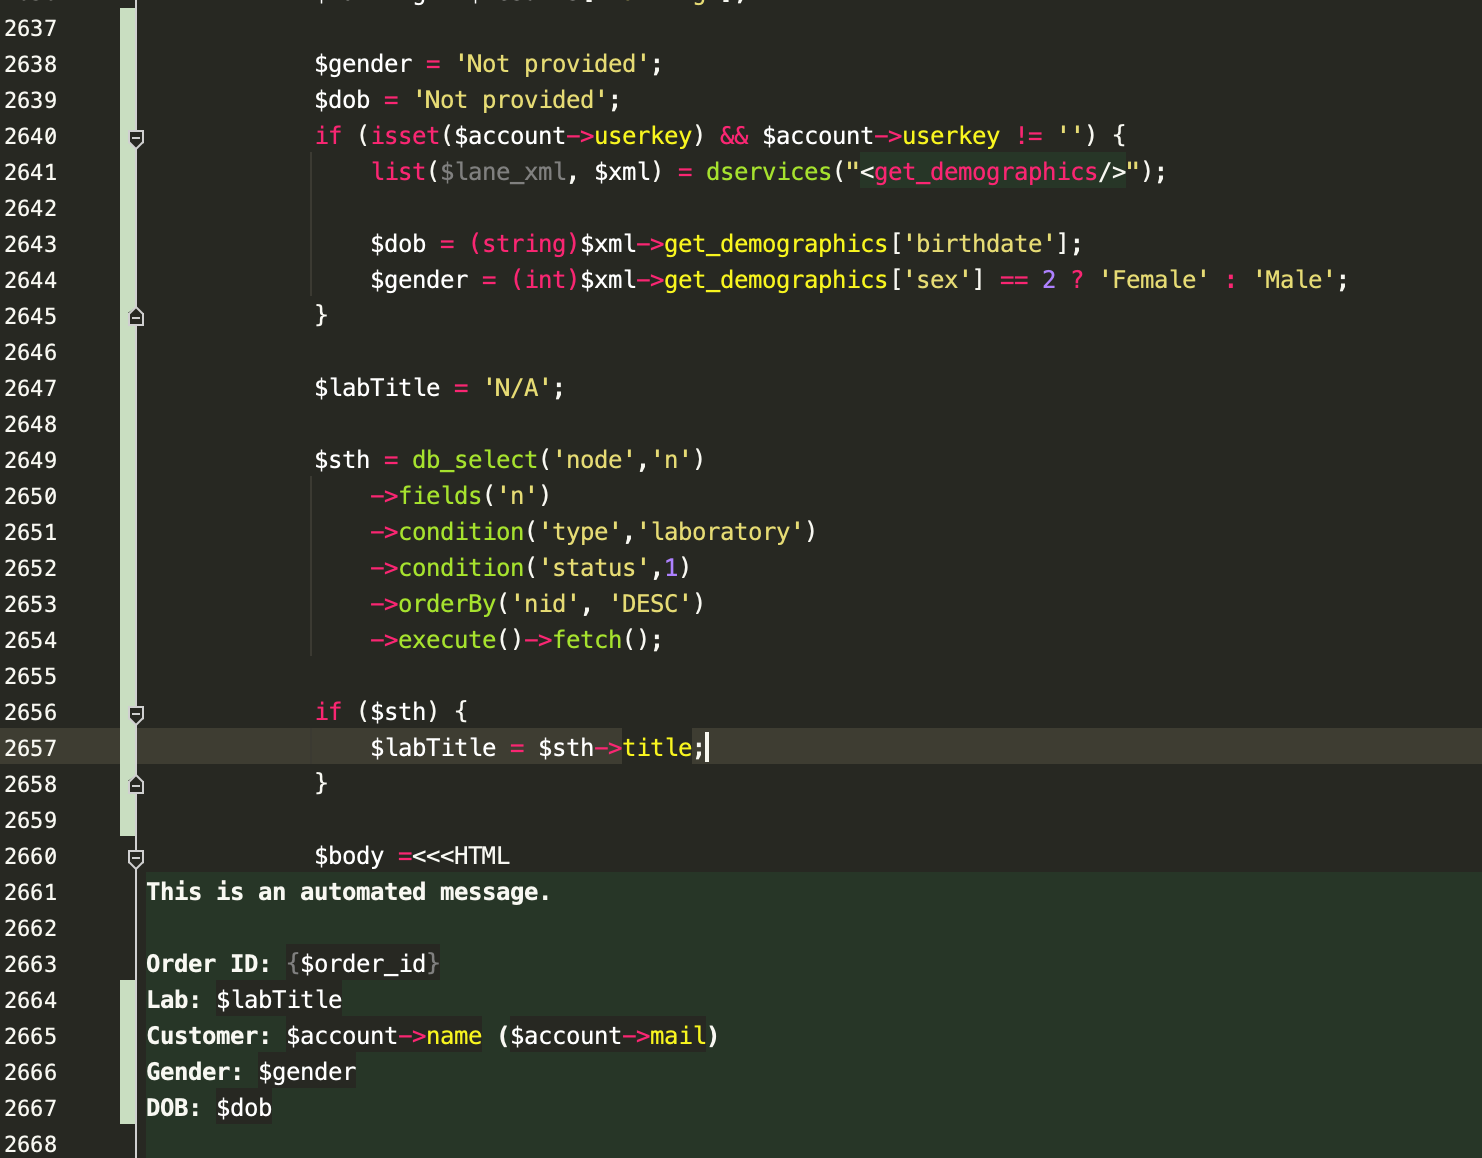 2637
2638 $gender = 'Not provided';
2639 $dob = 'Not provided';
2640 if (isset($account->userkey) && $account->userkey != '') {
2641 list($lane_xml, $xml) = dservices("<get_demographics/>");
2642
2643 $dob = (string)$xml->get_demographics['birthdate'];
2644 $gender = (int)$xml->get_demographics['sex'] == 2 ? 'Female' : 'Male';
2645 }
2646
2647 $labTitle = 'N/A';
2648
2649 $sth = db_select('node','n')
2650 ->fields('n')
2651 ->condition('type','laboratory')
2652 ->condition('status',1)
2653 ->orderBy('nid', 'DESC')
2654 ->execute()->fetch();
2655
2656 if ($sth) {
2657 $labTitle = $sth->title;
2658 }
2659
2660 $body =<<<HTML
2661 This is an automated message.
2662
2663 Order ID: {$order_id}
2664 Lab: $labTitle
2665 Customer: $account->name ($account->mail)
2666 Gender: $gender
2667 DOB: $dob
2668